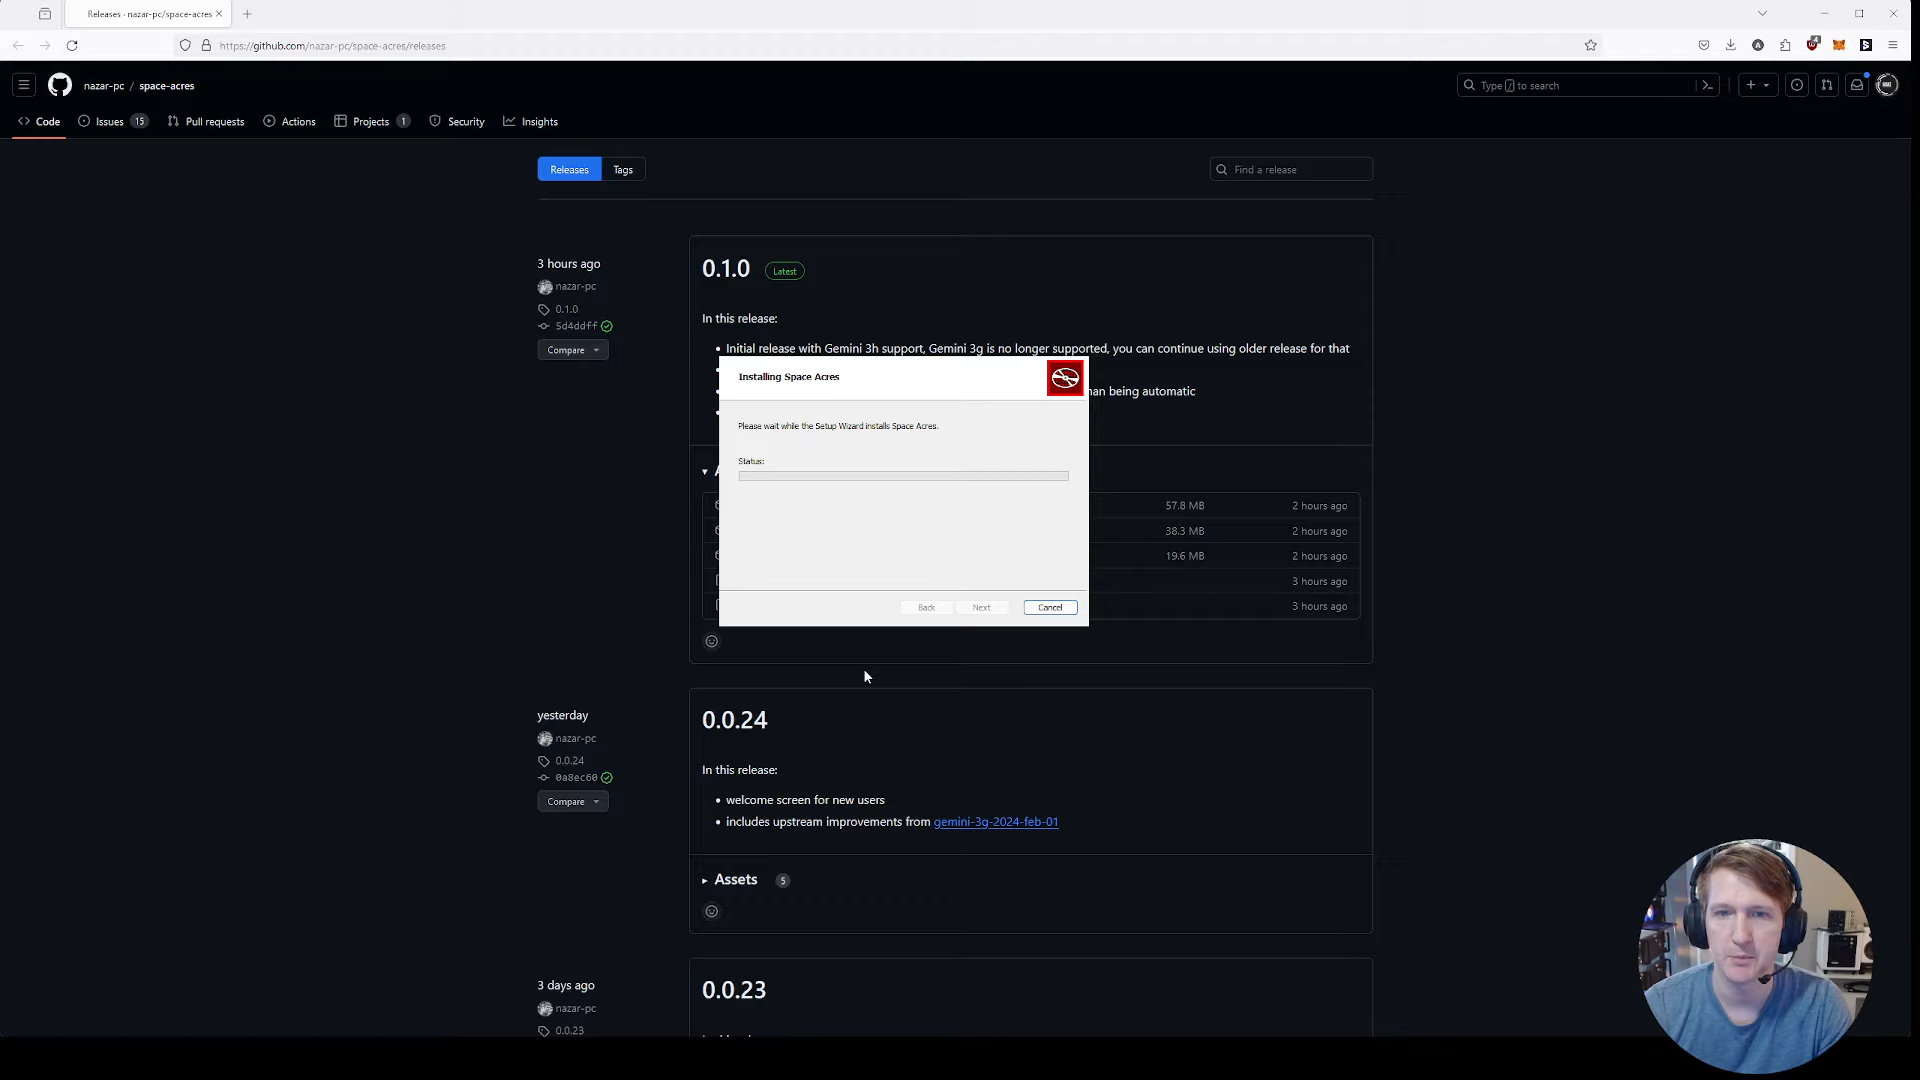 Releases · nazar-pc/space-acres
https://github.com/nazar-pc/space-acres/releases
nazar-pc / space-acres
Type / to search
Code
Issues 15
Pull requests
Actions
Projects 1
Security
Insights
Releases
Tags
Find a release
3 hours ago
nazar-pc
0.1.0
5d4ddff
Compare
0.1.0 Latest
In this release:
• Initial release with Gemini 3h support, Gemini 3g is no longer supported, you can continue using older release for that
an being automatic
Installing Space Acres
Please wait while the Setup Wizard installs Space Acres.
Status:
Back
Next
Cancel
57.8 MB 2 hours ago
38.3 MB 2 hours ago
19.6 MB 2 hours ago
3 hours ago
3 hours ago
yesterday
nazar-pc
0.0.24
0a8ec60
Compare
0.0.24
In this release:
• welcome screen for new users
• includes upstream improvements from gemini-3g-2024-feb-01
Assets 5
3 days ago
nazar-pc
0.0.23
0.0.23